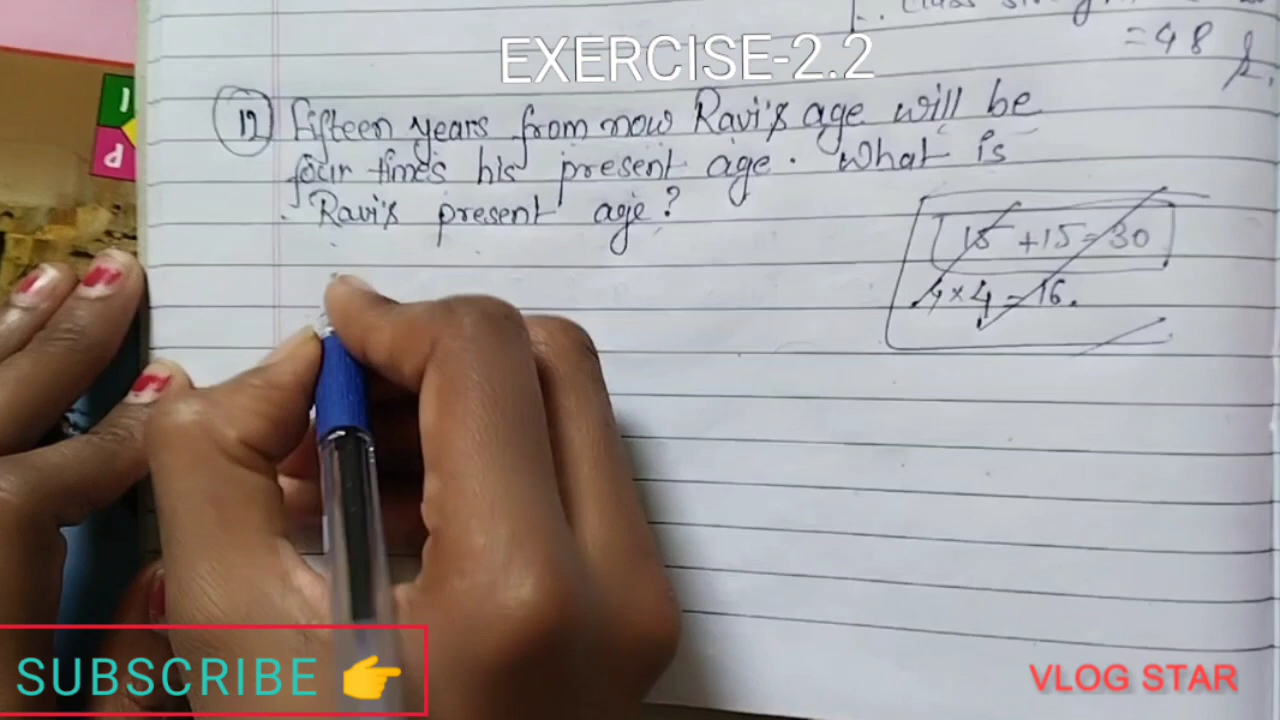 = 48
EXERCISE-2.2
12 Fifteen years from now Ravi's age will be
four times his present age. What is
Ravi's present age?
15 + 15 = 30
4 × 4 = 16.
SUBSCRIBE 👉
VLOG STAR